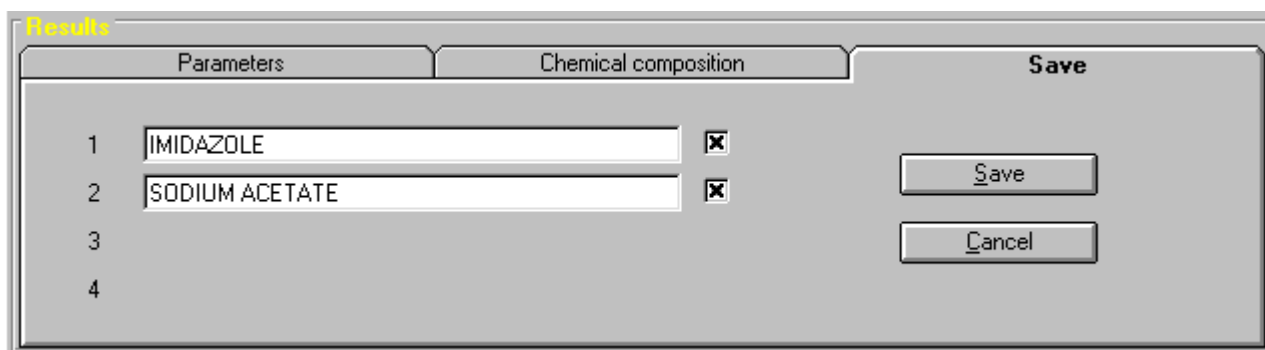 Results
Parameters Chemical composition Save
1 IMIDAZOLE
2 SODIUM ACETATE
3
4
Save
Cancel